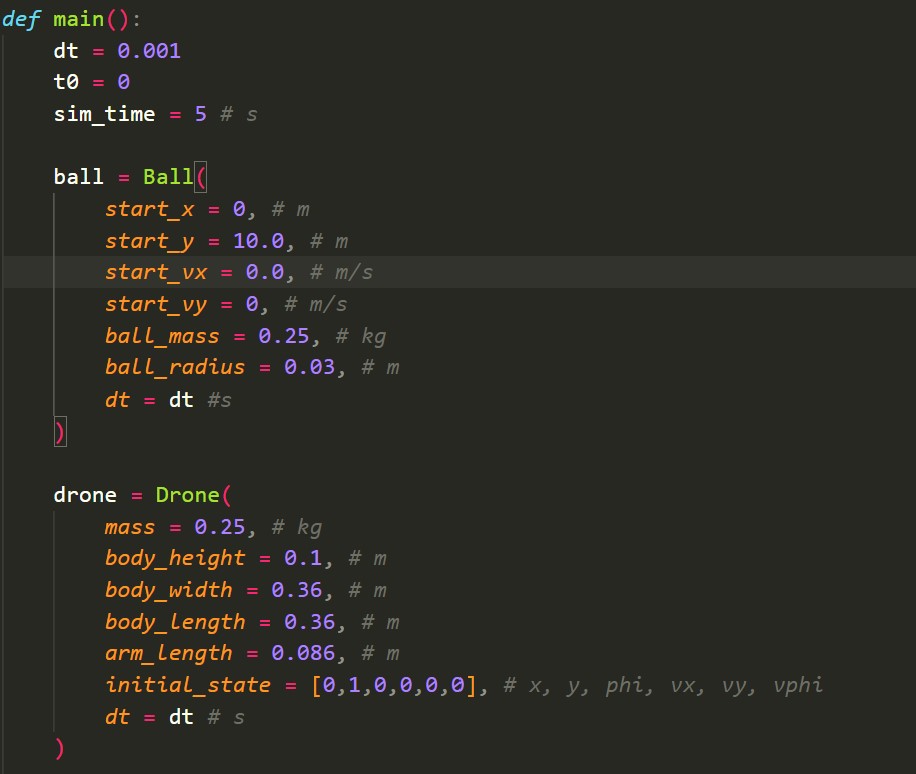 def main():
    dt = 0.001
    t0 = 0
    sim_time = 5 # s

    ball = Ball(
        start_x = 0, # m
        start_y = 10.0, # m
        start_vx = 0.0, # m/s
        start_vy = 0, # m/s
        ball_mass = 0.25, # kg
        ball_radius = 0.03, # m
        dt = dt #s
    )

    drone = Drone(
        mass = 0.25, # kg
        body_height = 0.1, # m
        body_width = 0.36, # m
        body_length = 0.36, # m
        arm_length = 0.086, # m
        initial_state = [0,1,0,0,0,0], # x, y, phi, vx, vy, vphi
        dt = dt # s
    )